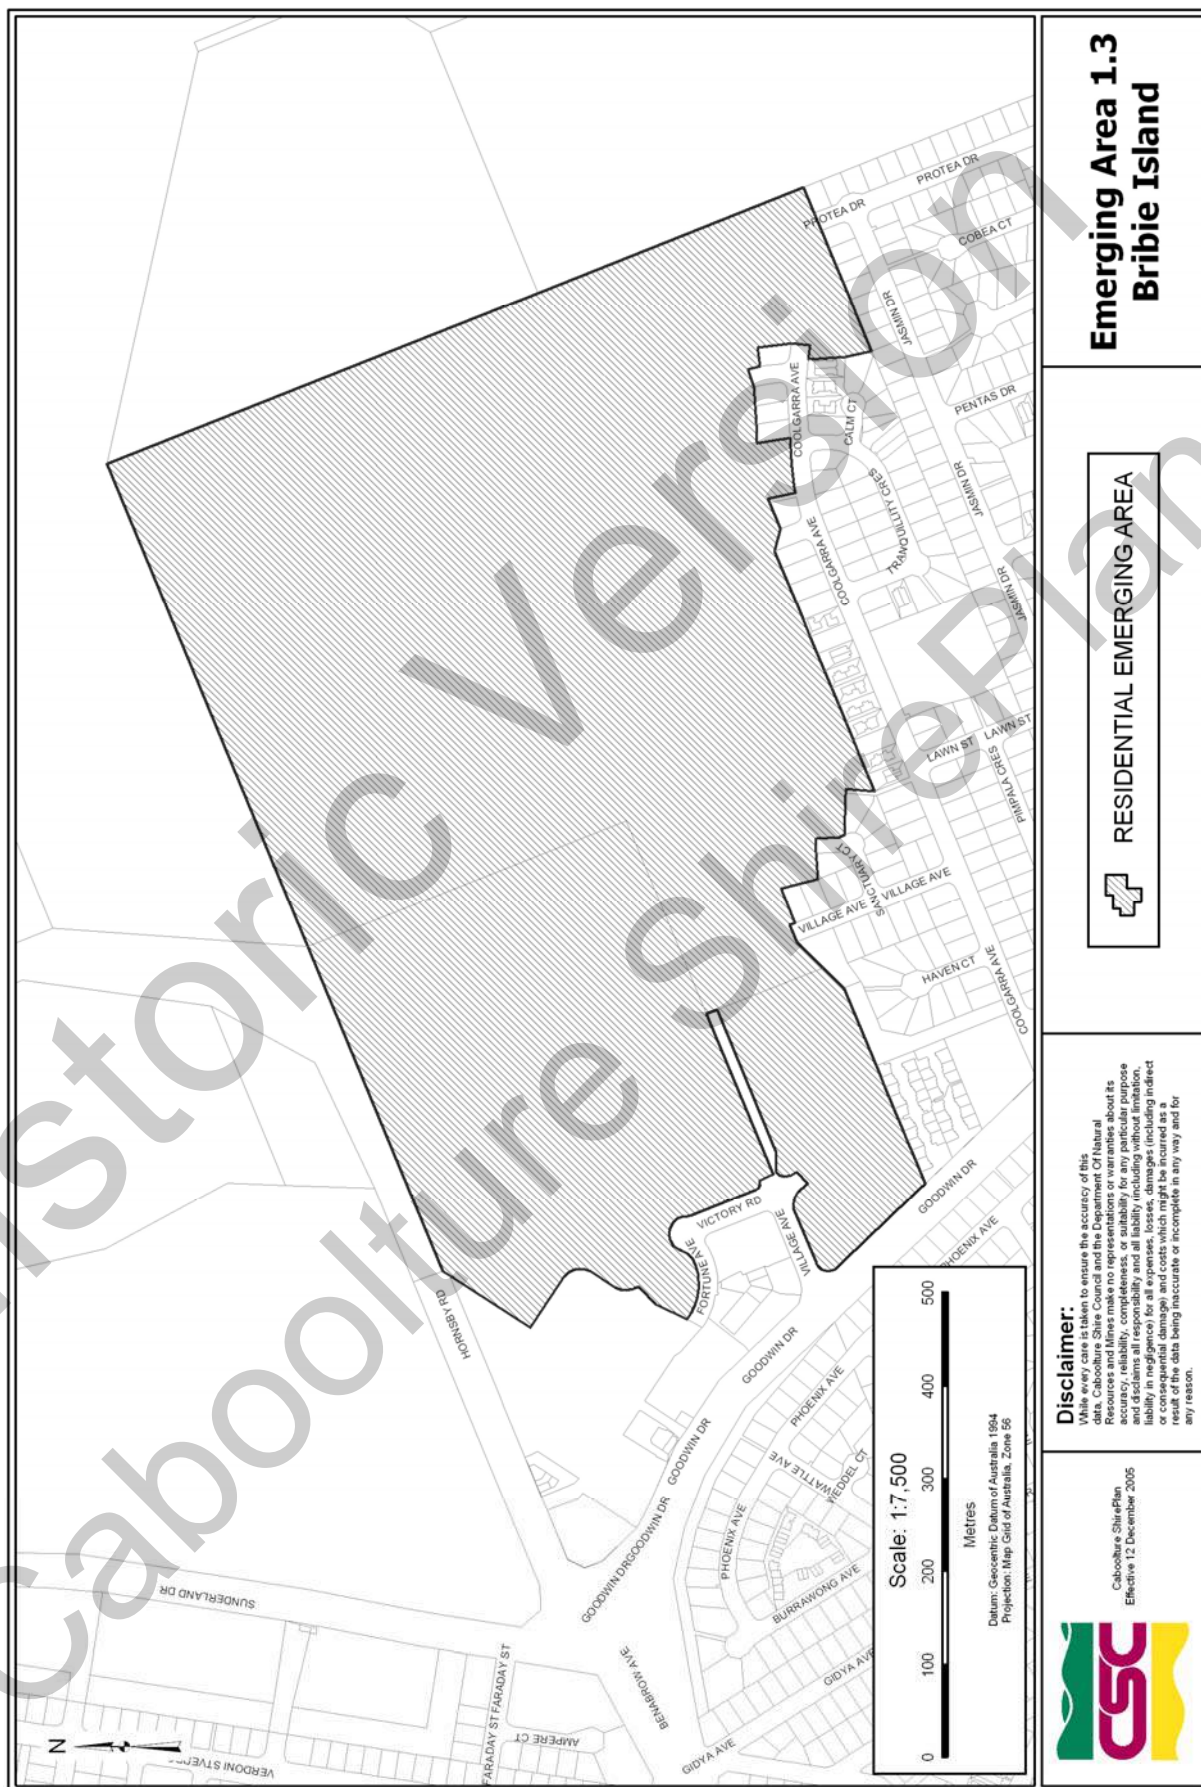 Emerging Area 1.3
Bribie Island
RESIDENTIAL EMERGING AREA
Disclaimer:
While every care is taken to ensure the accuracy of this
data, Caboolture Shire Council and the Department Of Natural
Resources and Mines make no representations or warranties about its
accuracy, reliability, completeness, or suitability for any particular purpose
and disclaims all responsibility and all liability (including without limitation,
liability in negligence) for all expenses, losses, damages (including indirect
or consequential damage) and costs which might be incurred as a
result of the data being inaccurate or incomplete in any way and for
any reason.
Caboolture ShirePlan
Effective 12 December 2005
CSC
Scale: 1:7,500
0 100 200 300 400 500
Metres
Datum: Geocentric Datum of Australia 1994
Projection: Map Grid of Australia, Zone 56
N
VERDONI ST
SUNDERLAND DR
FARADAY ST
FARADAY ST
AMPERE CT
BENABROW AVE
GIDYA AVE
GIDYA AVE
BURRAWONG AVE
PHOENIX AVE
PHOENIX AVE
PHOENIX AVE
WATTLE AVE
WEDDEL CT
GOODWIN DR
GOODWIN DR
GOODWIN DR
GOODWIN DR
GOODWIN DR
HORNSBY RD
FORTUNE AVE
VICTORY RD
VILLAGE AVE
VILLAGE AVE
VILLAGE AVE
SANCTUARY CT
HAVEN CT
COOLGARRA AVE
COOLGARRA AVE
COOLGARRA AVE
PIMPALA CRES
LAWN ST
LAWN ST
TRANQUILLITY CRES
CALM CT
JASMIN DR
JASMIN DR
JASMIN DR
PENTAS DR
COBEA CT
PROTEA DR
PROTEA DR
Historic Version
Caboolture ShirePlan